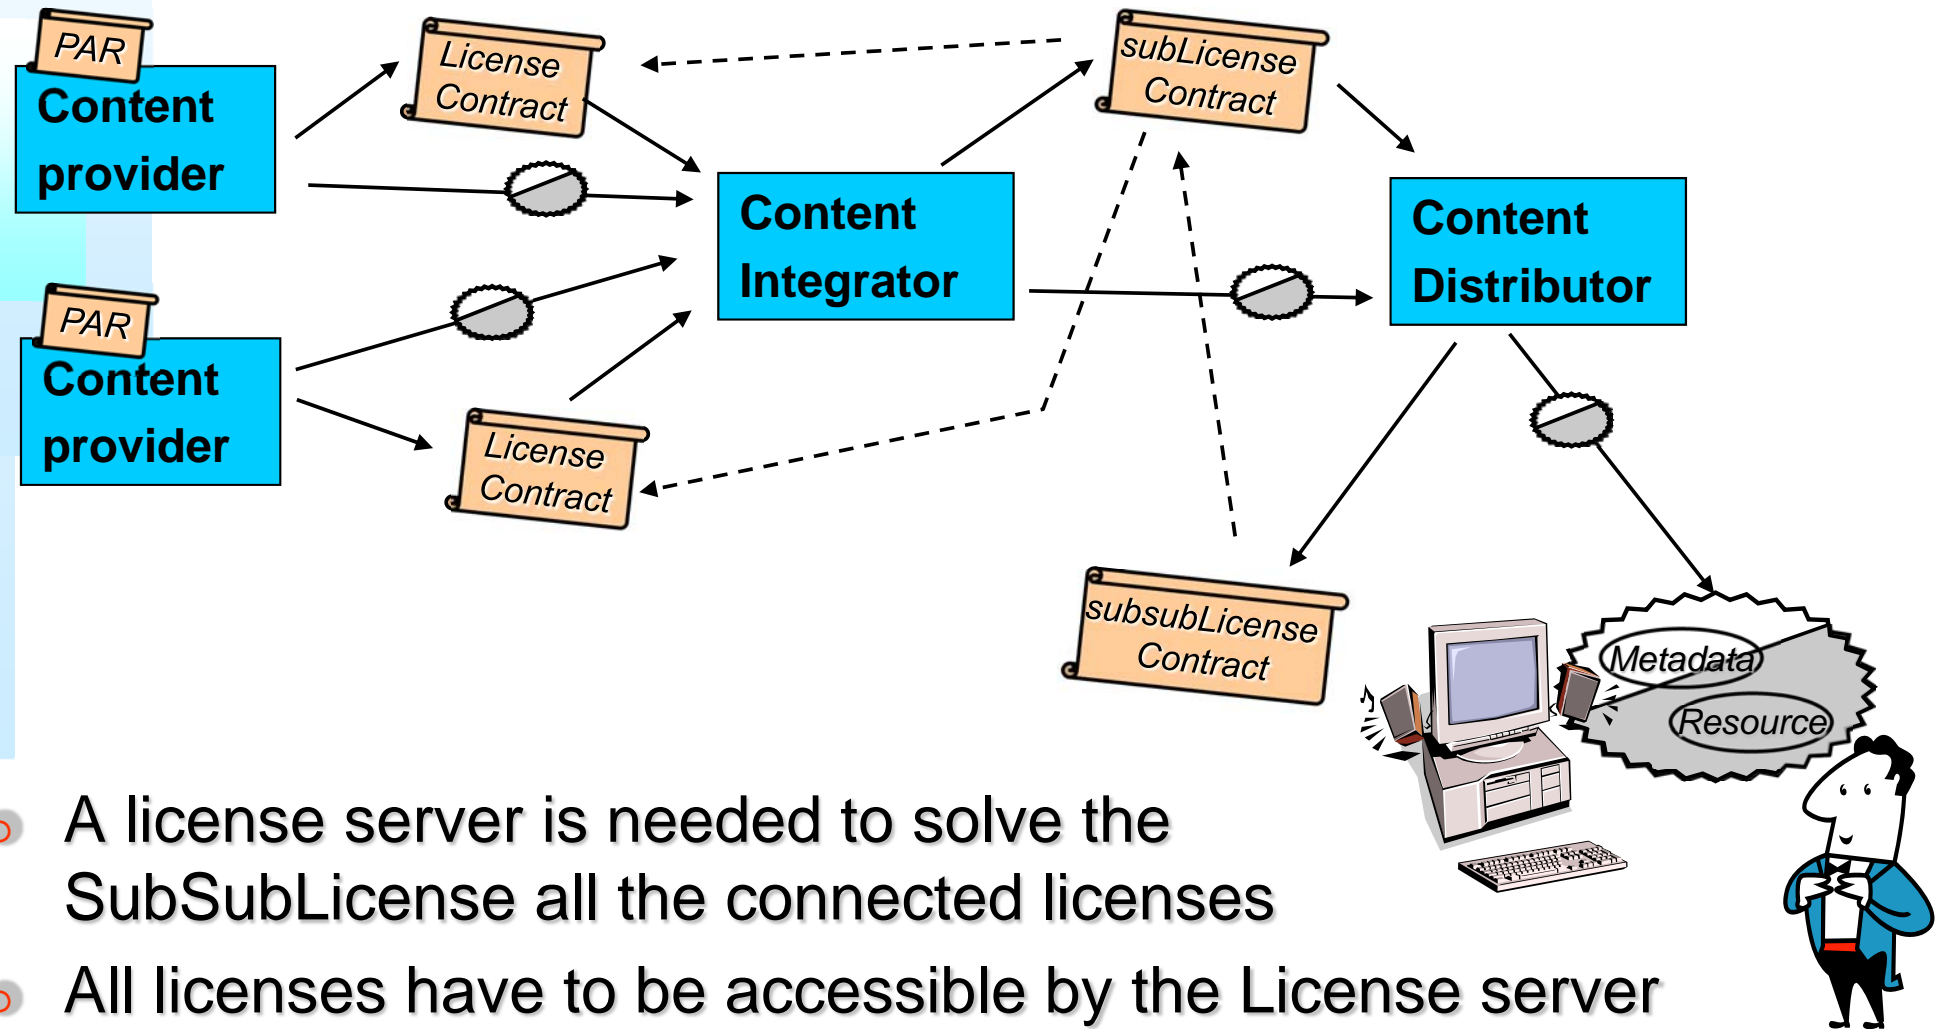 PAR
Content
provider
License
Contract
subLicense
Contract
Content
Integrator
Content
Distributor
PAR
Content
provider
License
Contract
subsubLicense
Contract
Metadata
Resource
A license server is needed to solve the
SubSubLicense all the connected licenses
All licenses have to be accessible by the License server